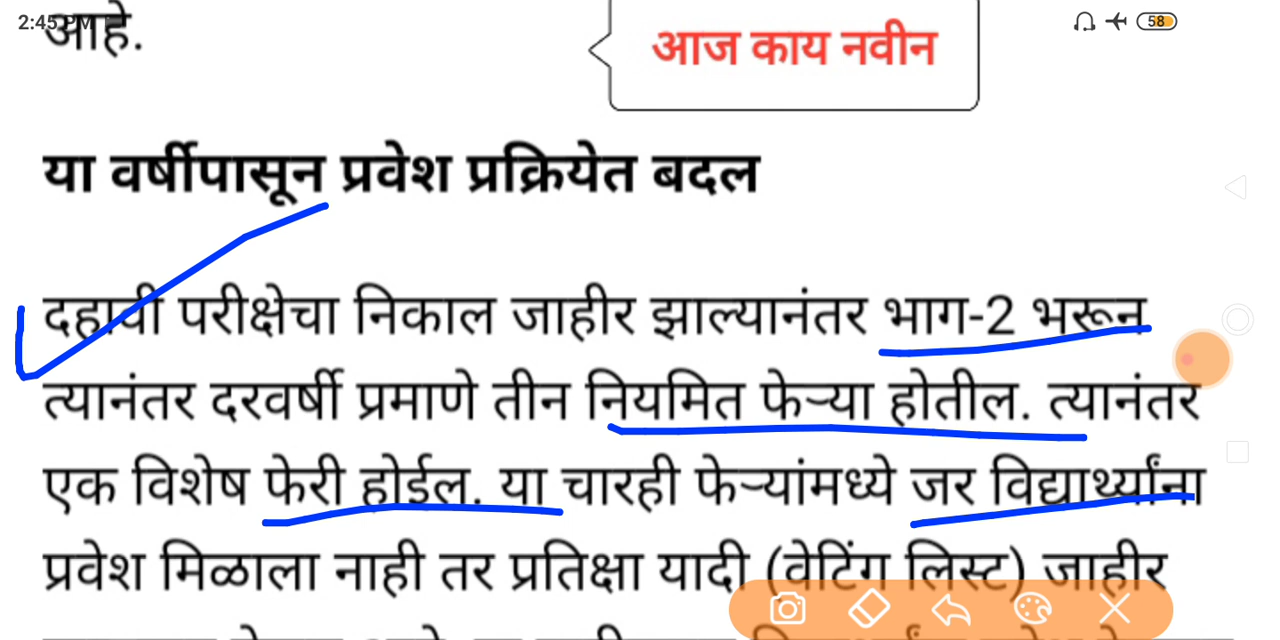 2:45 PM
58
आहे.
आज काय नवीन
या वर्षीपासून प्रवेश प्रक्रियेत बदल
दहावी परीक्षेचा निकाल जाहीर झाल्यानंतर भाग-2 भरून
त्यानंतर दरवर्षी प्रमाणे तीन नियमित फेऱ्या होतील. त्यानंतर
एक विशेष फेरी होईल. या चारही फेऱ्यांमध्ये जर विद्यार्थ्यांना
प्रवेश मिळाला नाही तर प्रतिक्षा यादी (वेटिंग लिस्ट) जाहीर